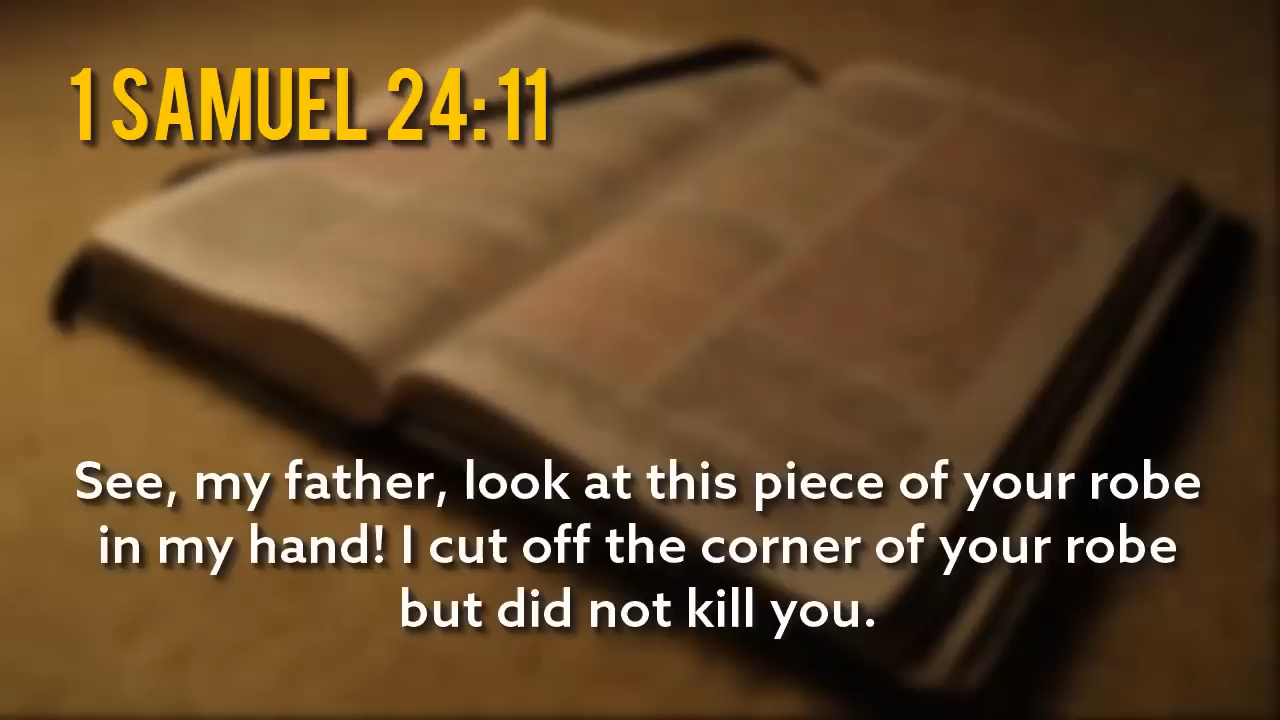 1 SAMUEL 24:11
See, my father, look at this piece of your robe
in my hand! I cut off the corner of your robe
but did not kill you.